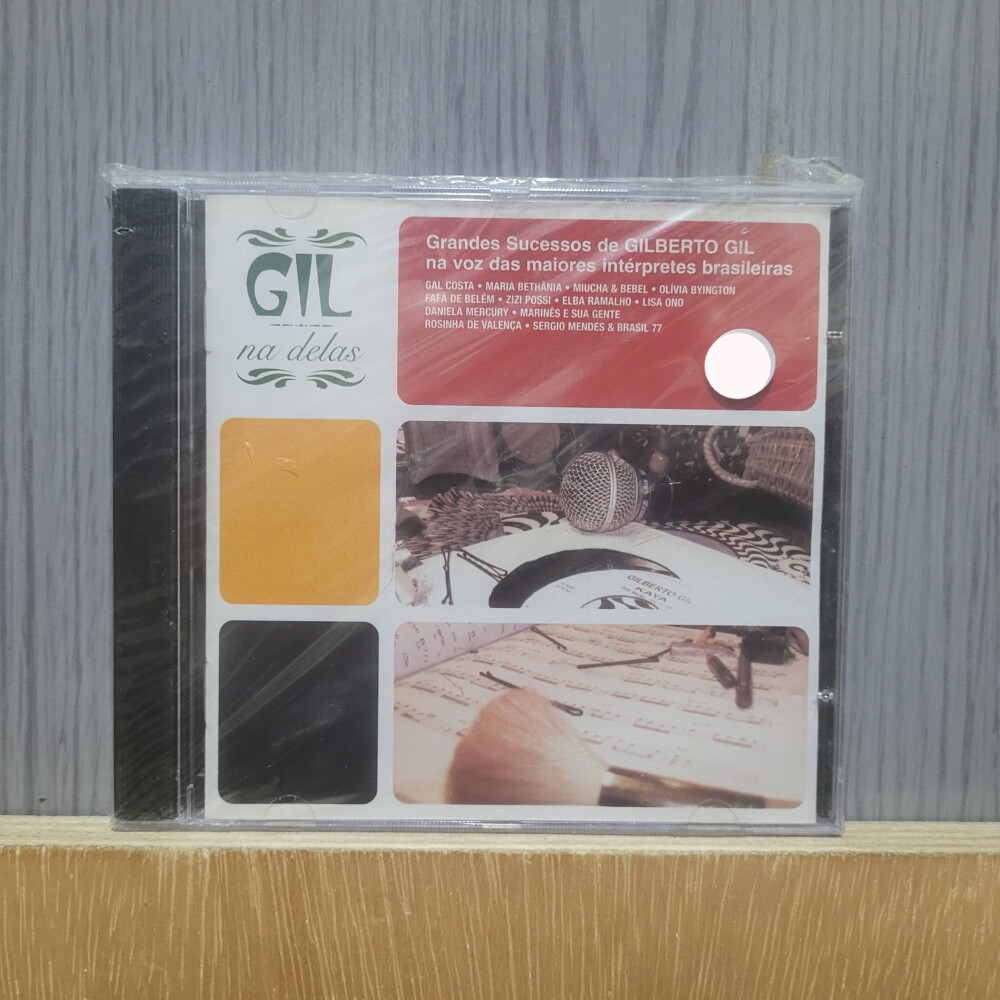 GIL
na delas
Grandes Sucessos de GILBERTO GIL
na voz das maiores intérpretes brasileiras
GAL COSTA • MARIA BETHÂNIA • MIUCHA & BEBEL • OLÍVIA BYINGTON
FAFÁ DE BELÉM • ZIZI POSSI • ELBA RAMALHO • LISA ONO
DANIELA MERCURY • MARINÊS E SUA GENTE
ROSINHA DE VALENÇA • SERGIO MENDES & BRASIL 77
GILBERTO GIL
KAYA